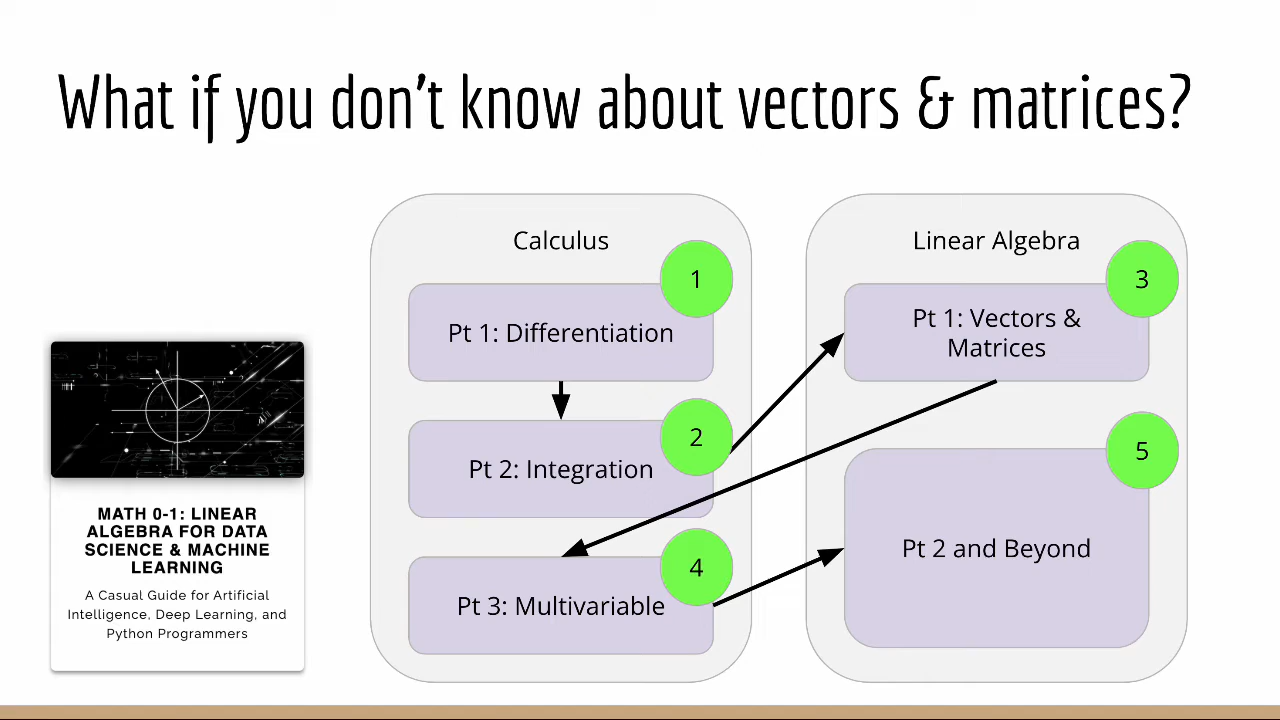 What if you don't know about vectors & matrices?
Calculus
1
Pt 1: Differentiation
2
Pt 2: Integration
4
Pt 3: Multivariable
Linear Algebra
3
Pt 1: Vectors &
Matrices
5
Pt 2 and Beyond
MATH 0-1: LINEAR
ALGEBRA FOR DATA
SCIENCE & MACHINE
LEARNING
A Casual Guide for Artificial
Intelligence, Deep Learning, and
Python Programmers